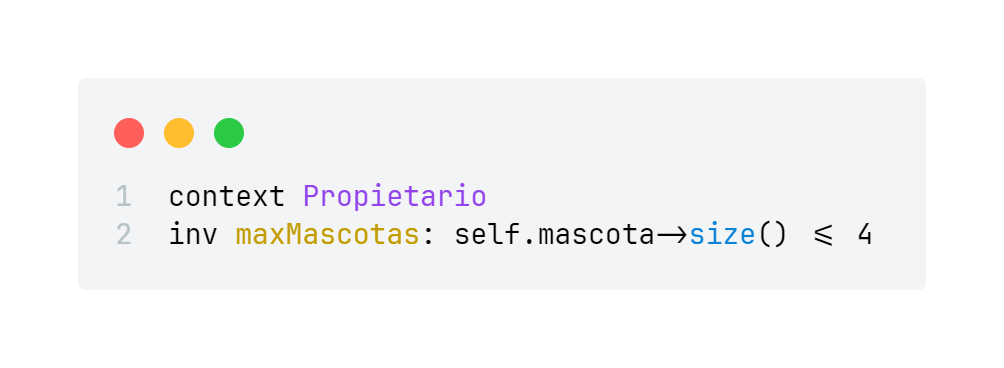 1 context Propietario
2 inv maxMascotas: self.mascota->size() <= 4